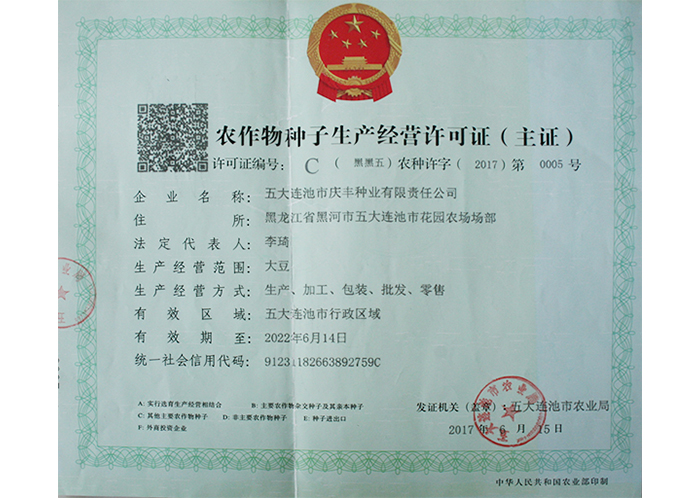 农作物种子生产经营许可证（主证）
许可证编号： C （ 黑黑五）农种许字（ 2017）第 0005 号
企业名称： 五大连池市庆丰种业有限责任公司
住所： 黑龙江省黑河市五大连池市花园农场场部
法定代表人： 李琦
生产经营范围： 大豆
生产经营方式： 生产、加工、包装、批发、零售
有效区域： 五大连池市行政区域
有效期至： 2022年6月14日
统一社会信用代码： 91231182663892759C
A: 实行选育生产经营相结合 B: 主要农作物杂交种子及其亲本种子
C: 其他主要农作物种子 D: 非主要农作物种子 E: 种子进出口
F: 外商投资企业
发证机关（盖章）：五大连池市农业局
2017 年 6 月 15 日
中华人民共和国农业部印制